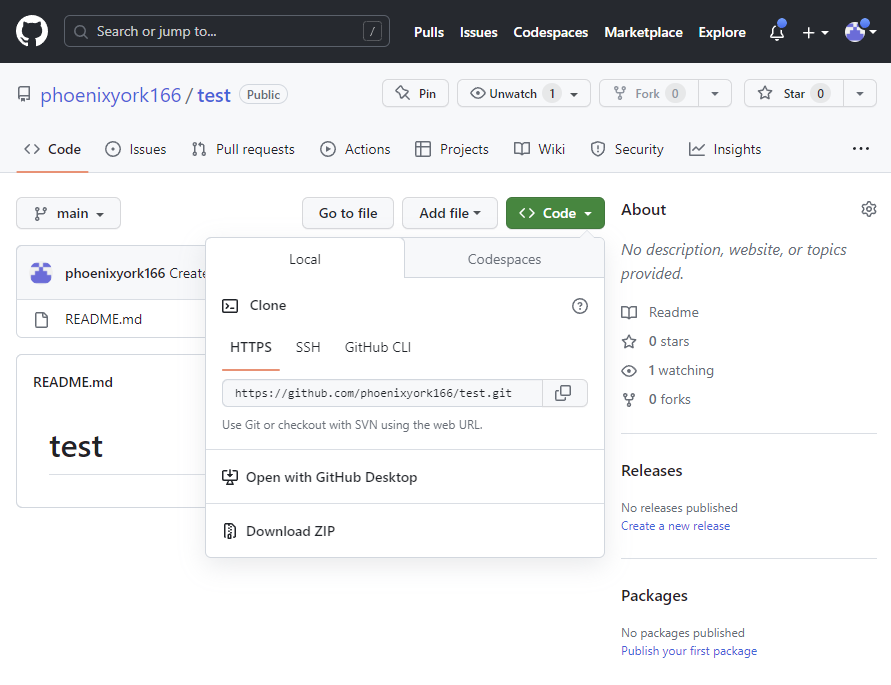 Search or jump to... /
Pulls Issues Codespaces Marketplace Explore
phoenixyork166 / test Public
Pin Unwatch 1 Fork 0 Star 0
Code Issues Pull requests Actions Projects Wiki Security Insights ...
main Go to file Add file Code
phoenixyork166 Create
README.md
README.md
test
Local Codespaces
Clone
HTTPS SSH GitHub CLI
https://github.com/phoenixyork166/test.git
Use Git or checkout with SVN using the web URL.
Open with GitHub Desktop
Download ZIP
About
No description, website, or topics
provided.
Readme
0 stars
1 watching
0 forks
Releases
No releases published
Create a new release
Packages
No packages published
Publish your first package